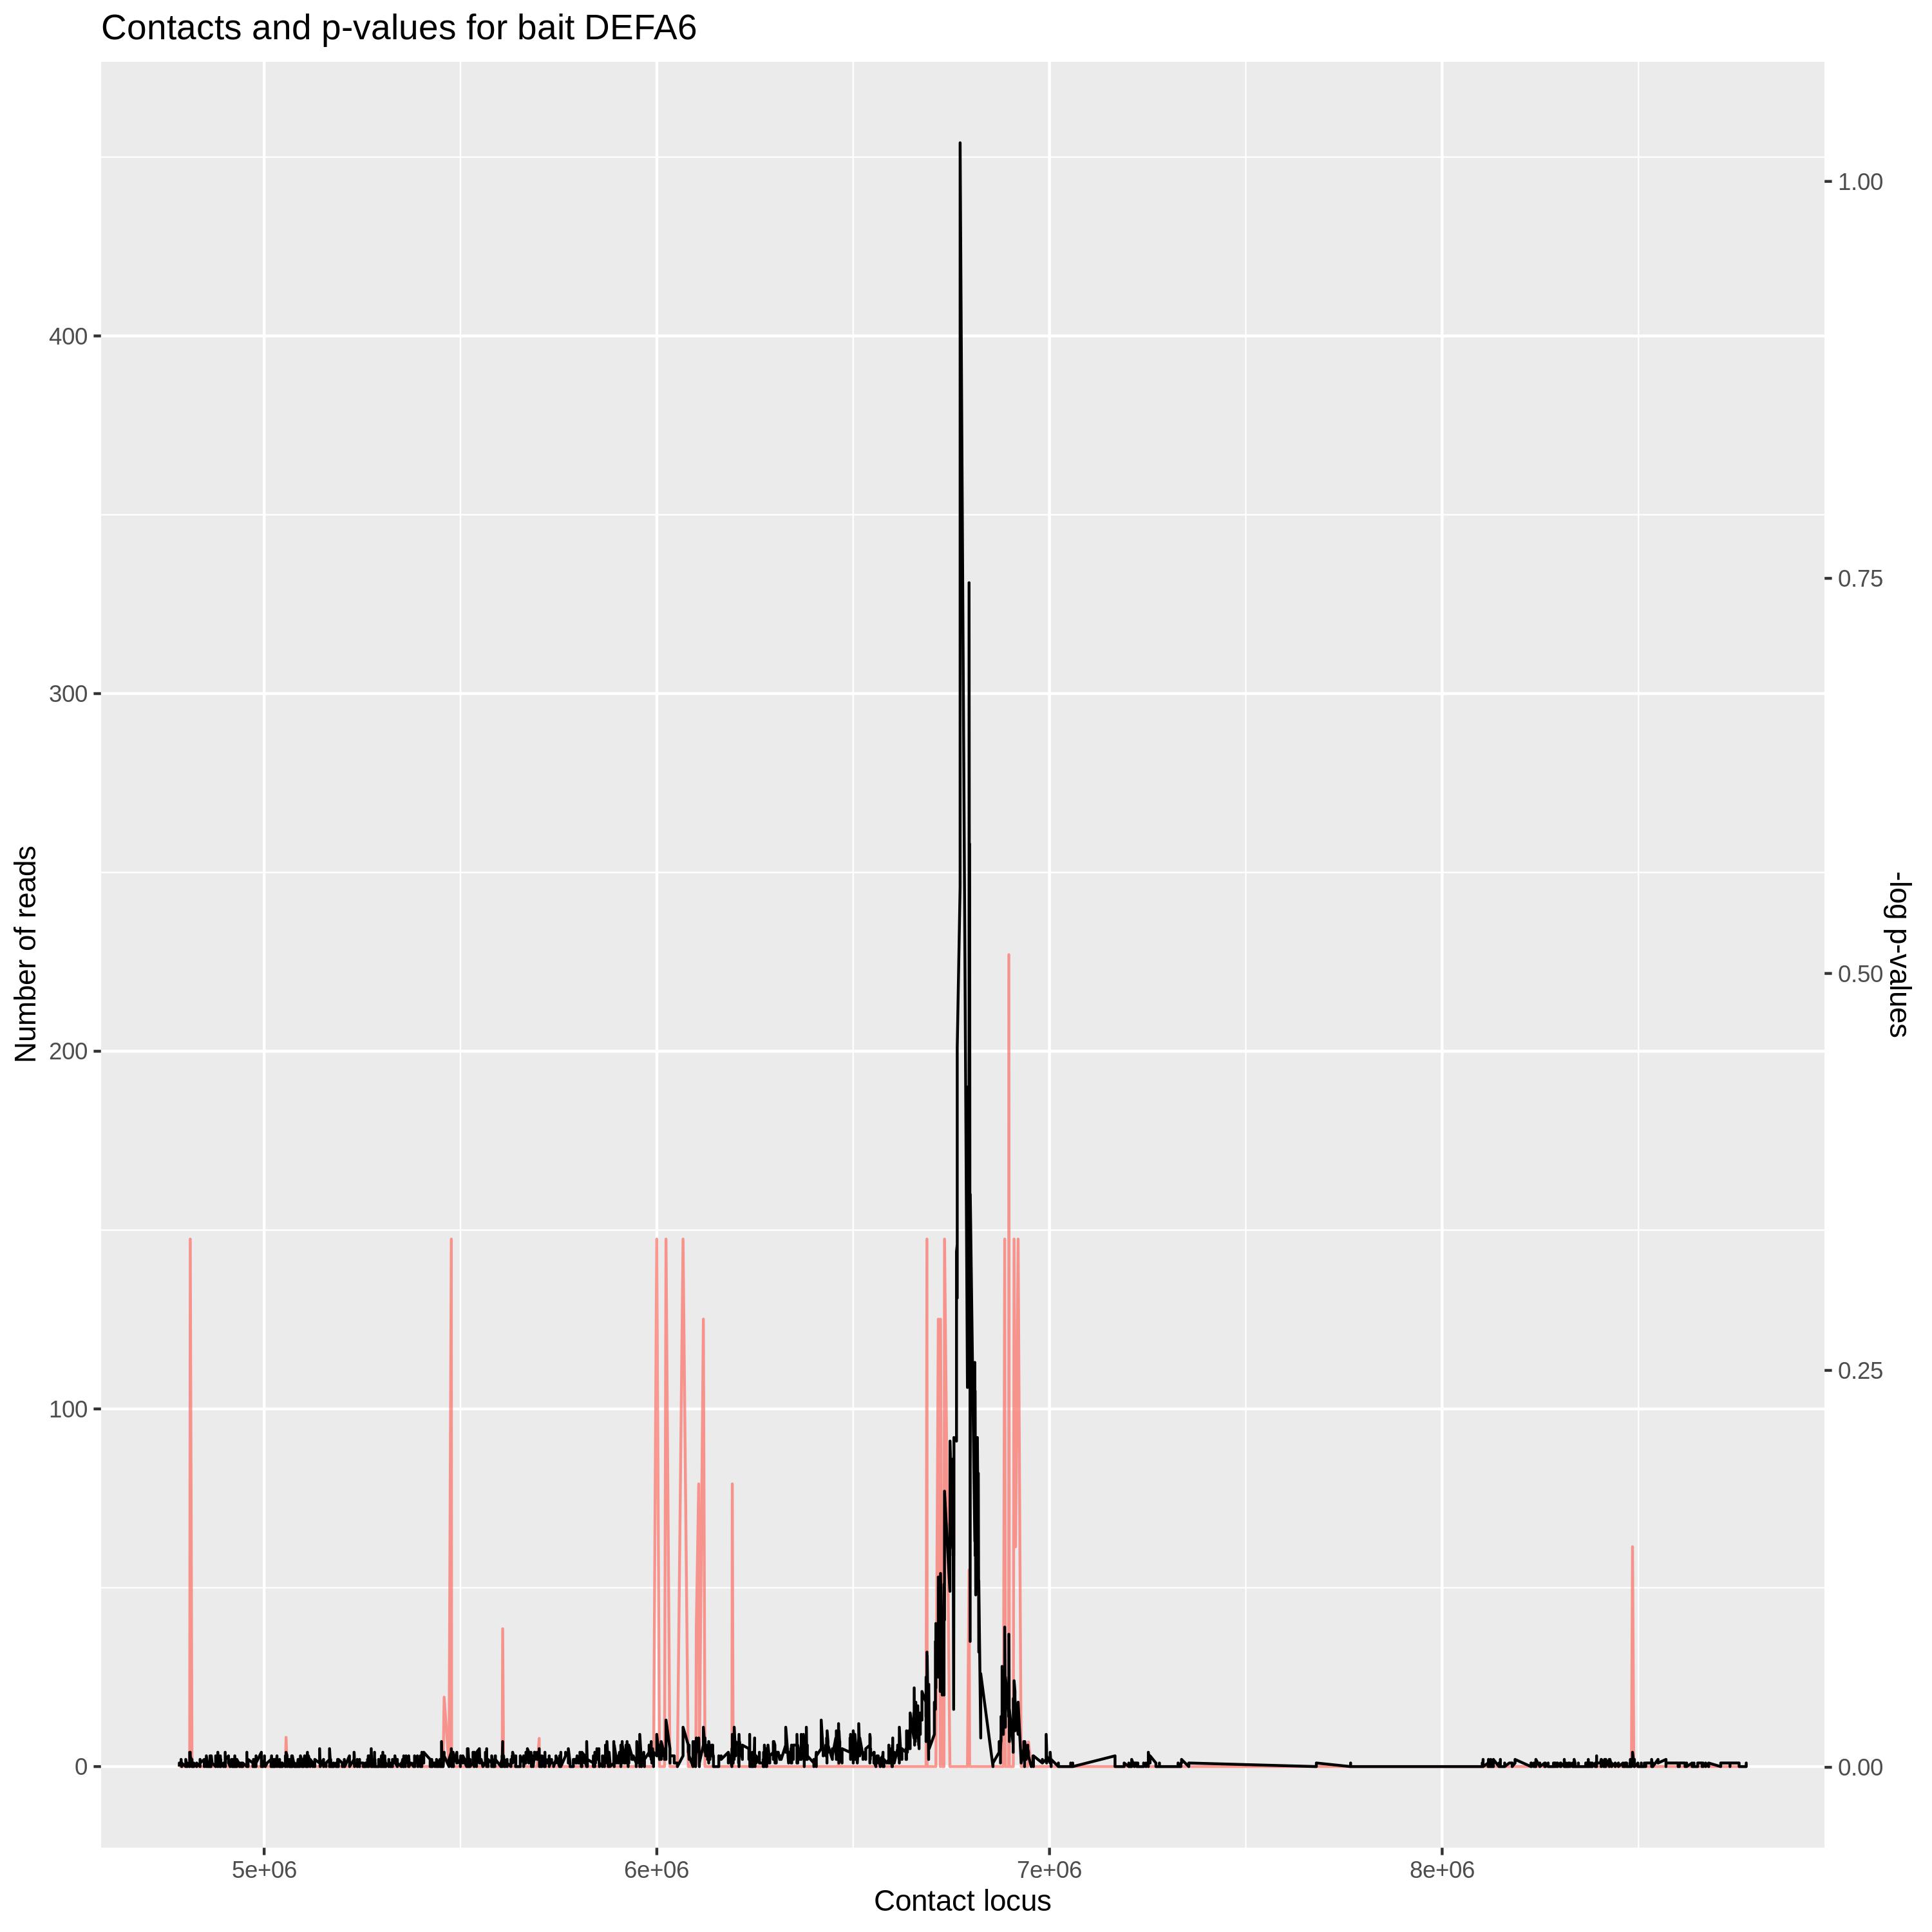 Contacts and p-values for bait DEFA6
Number of reads
400
300
200
100
0
1.00
0.75
0.50
0.25
0.00
-log p-values
5e+06
6e+06
7e+06
8e+06
Contact locus